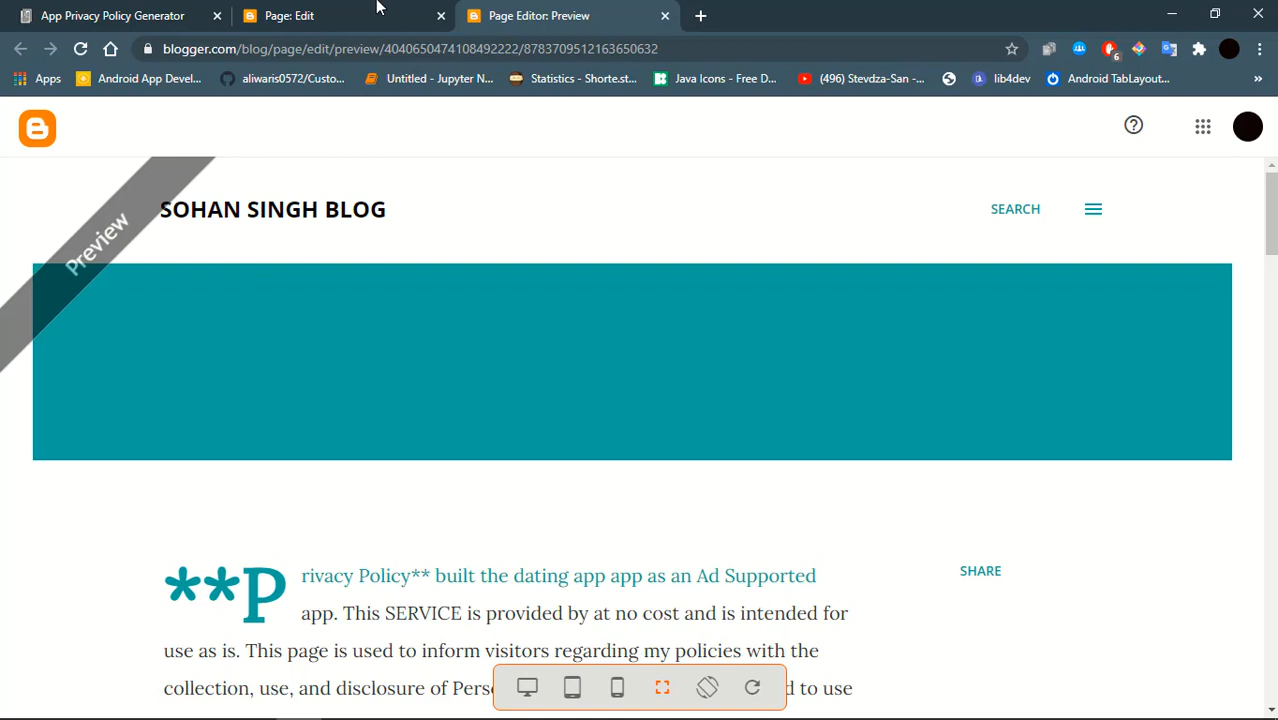 App Privacy Policy Generator
Page: Edit
Page Editor: Preview
blogger.com/blog/page/edit/preview/4040650474108492222/8783709512163650632
6
Apps
Android App Devel...
aliwaris0572/Custo...
Untitled - Jupyter N...
Statistics - Shorte.st...
Java Icons - Free D...
(496) Stevdza-San -...
lib4dev
Android TabLayout...
»
Preview
SOHAN SINGH BLOG
SEARCH
**Privacy Policy** built the dating app app as an Ad Supported
SHARE
app. This SERVICE is provided by at no cost and is intended for
use as is. This page is used to inform visitors regarding my policies with the
collection, use, and disclosure of Pers d to use